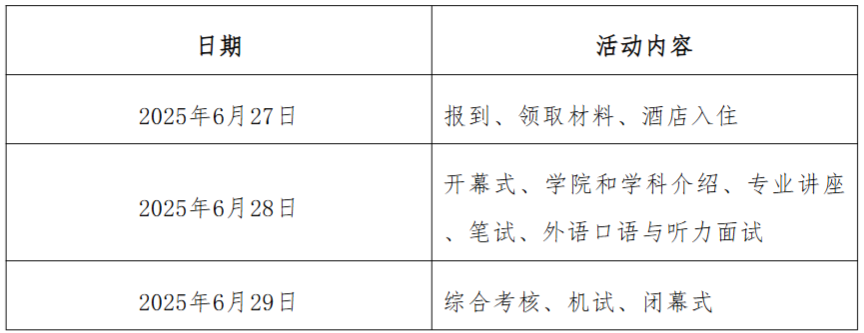 日期 活动内容
2025年6月27日 报到、领取材料、酒店入住
开幕式、学院和学科介绍、专业讲座
2025年6月28日
、笔试、外语口语与听力面试
2025年6月29日 综合考核、机试、闭幕式